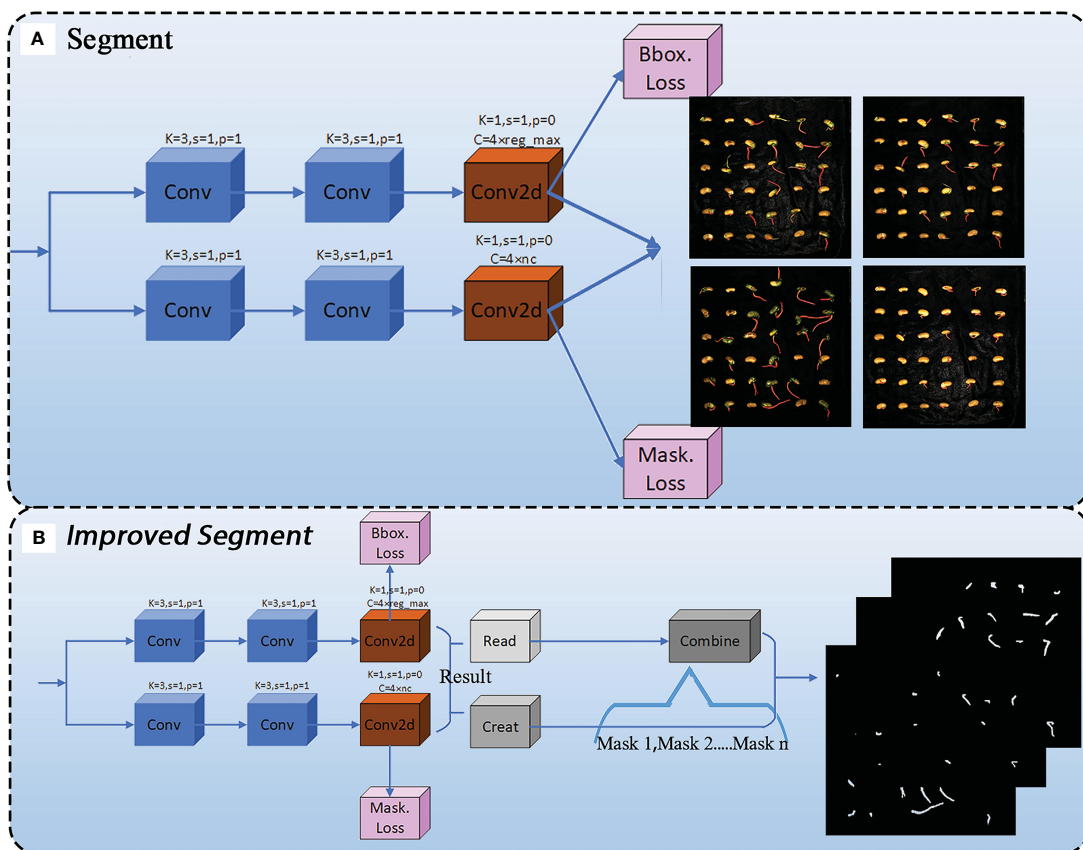 A Segment
Bbox.
Loss
K=1,s=1,p=0
C=4×reg_max
K=3,s=1,p=1
K=3,s=1,p=1
Conv
Conv
Conv2d
K=1,s=1,p=0
C=4×nc
K=3,s=1,p=1
K=3,s=1,p=1
Conv
Conv
Conv2d
Mask.
Loss
B Improved Segment
Bbox.
Loss
K=1,s=1,p=0
C=4×reg_max
K=3,s=1,p=1
K=3,s=1,p=1
Conv
Conv
Conv2d
Read
Combine
Result
K=1,s=1,p=0
C=4×nc
K=3,s=1,p=1
K=3,s=1,p=1
Conv
Conv
Conv2d
Creat
Mask 1,Mask 2.....Mask n
Mask.
Loss